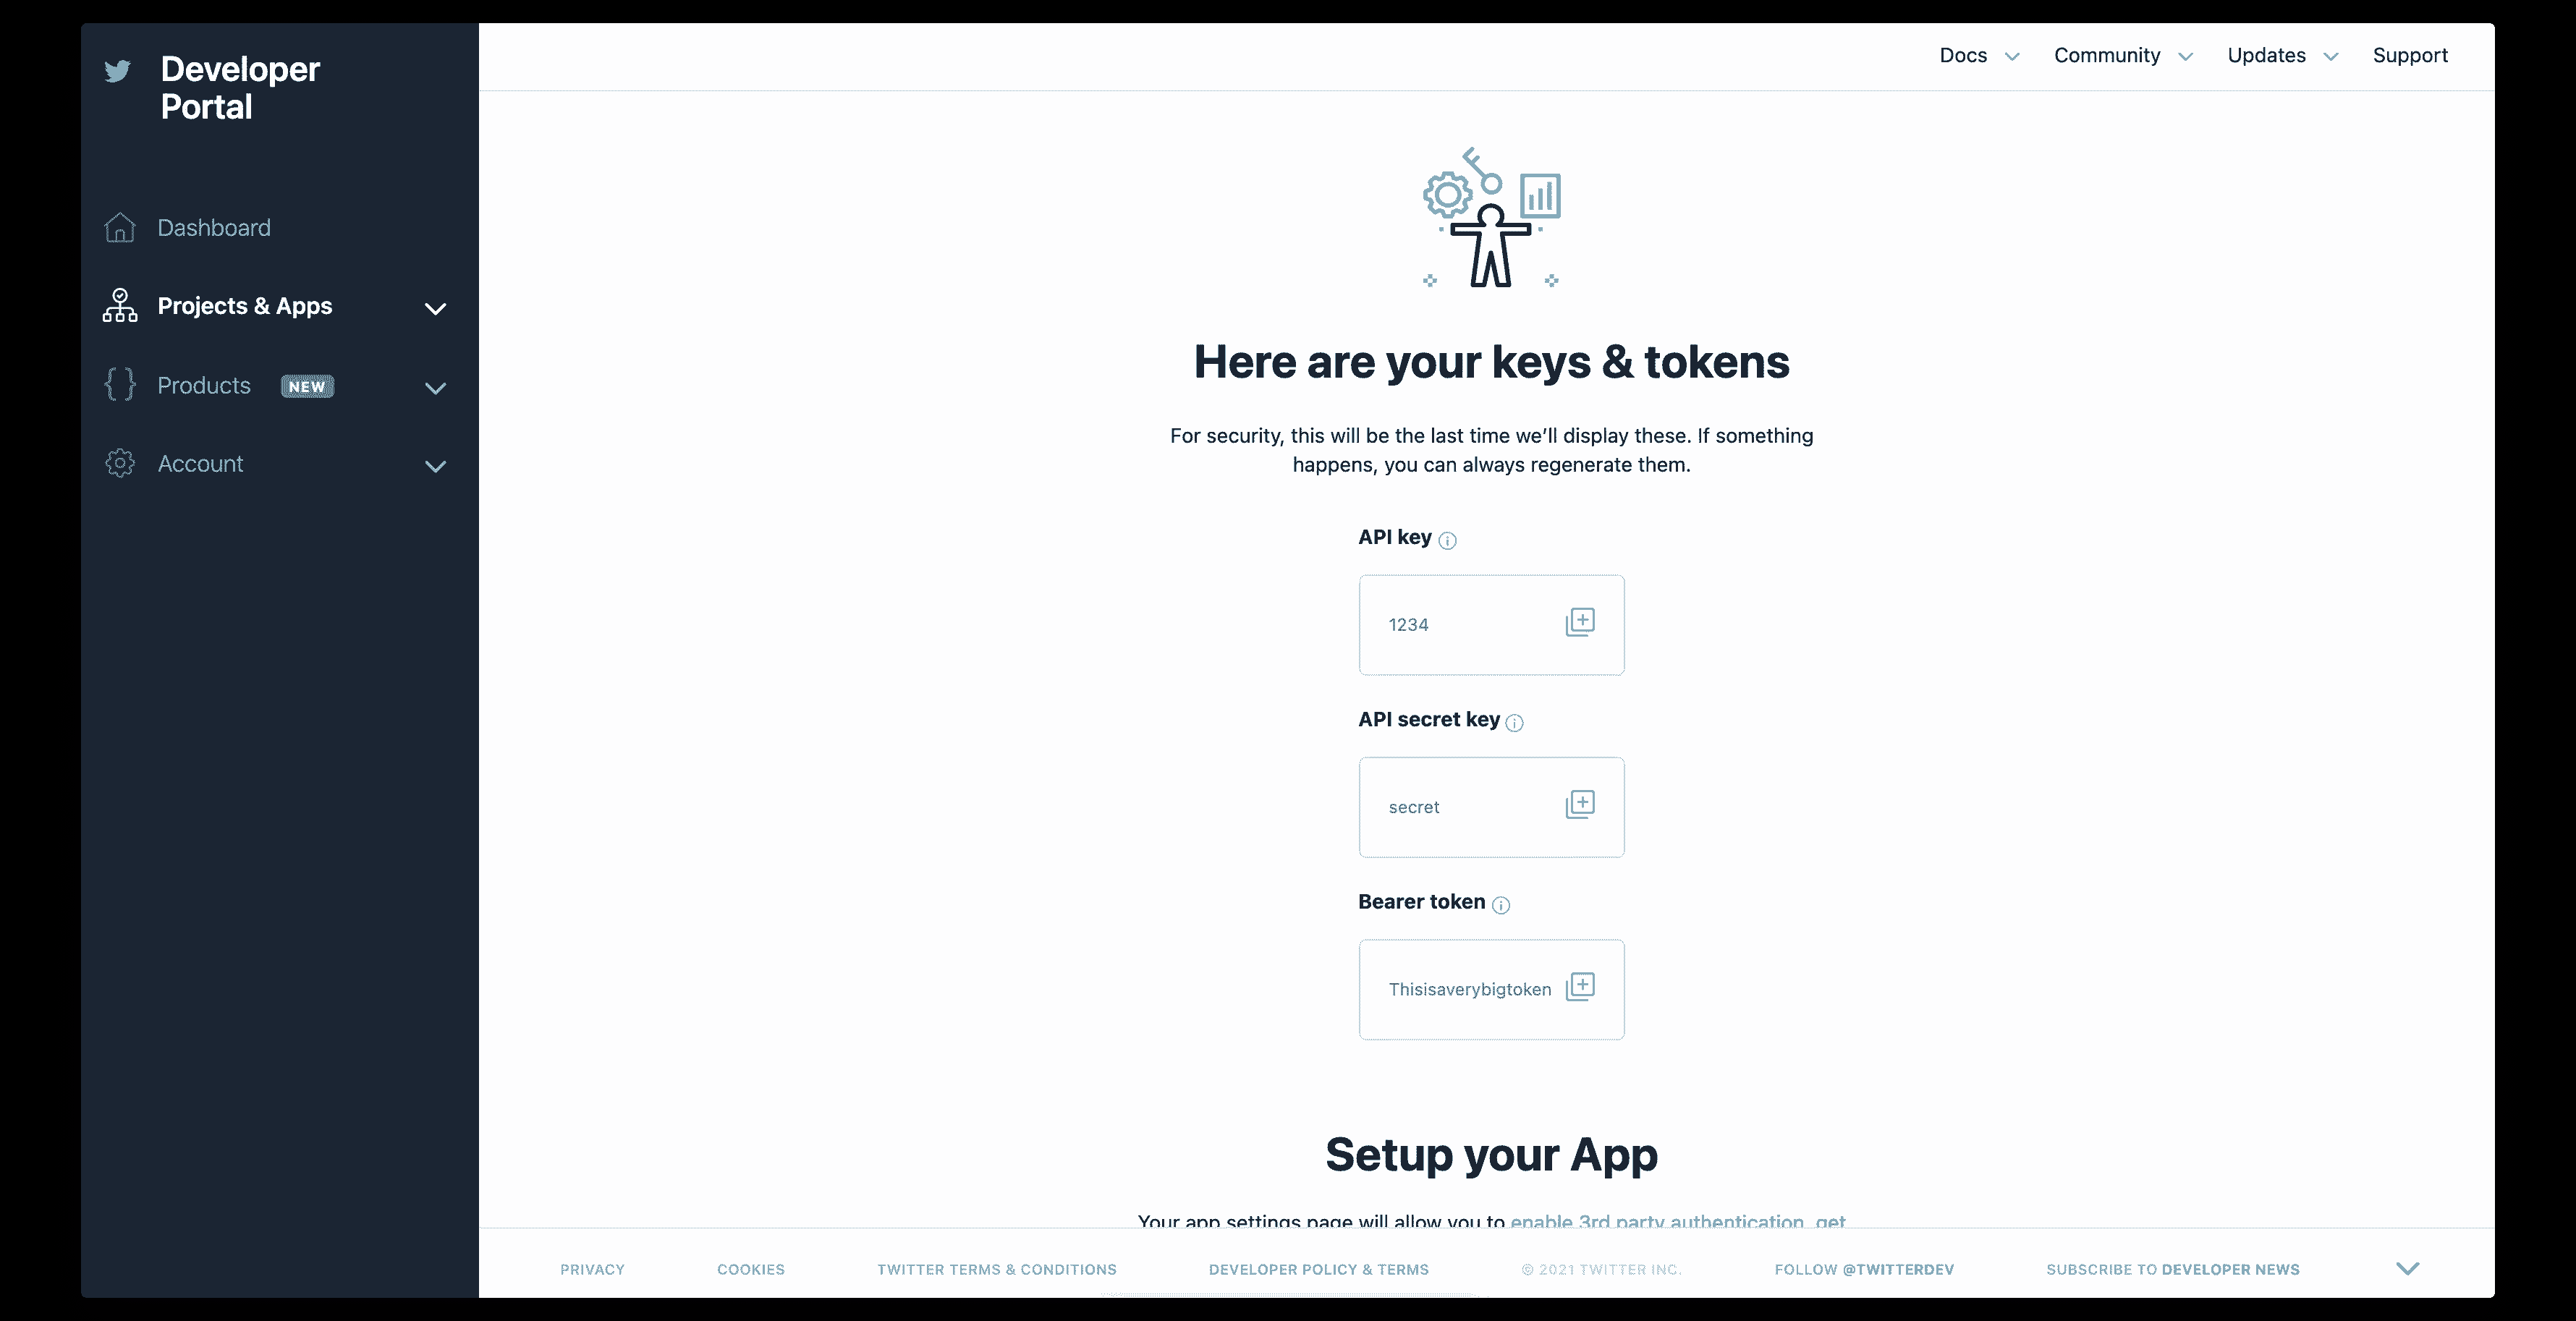 Developer
Portal
Docs
Community
Updates
Support
Dashboard
Projects & Apps
Products NEW
Account
Here are your keys & tokens
For security, this will be the last time we’ll display these. If something
happens, you can always regenerate them.
API key
1234
API secret key
secret
Bearer token
Thisisaverybigtoken
Setup your App
Your app settings page will allow you to enable 3rd party authentication, get
PRIVACY
COOKIES
TWITTER TERMS & CONDITIONS
DEVELOPER POLICY & TERMS
© 2021 TWITTER INC.
FOLLOW @TWITTERDEV
SUBSCRIBE TO DEVELOPER NEWS